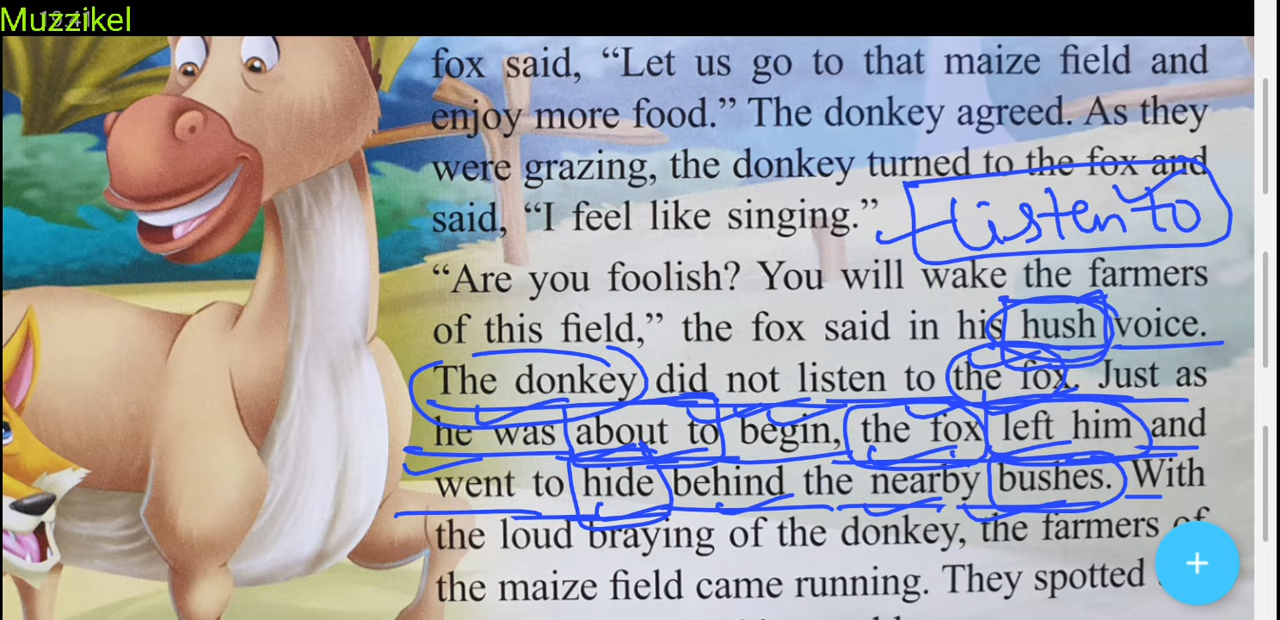 Muzzikel
fox said, “Let us go to that maize field and
enjoy more food.” The donkey agreed. As they
were grazing, the donkey turned to the fox and
said, “I feel like singing.” Listen to
“Are you foolish? You will wake the farmers
of this field,” the fox said in his hush voice.
The donkey did not listen to the fox. Just as
he was about to begin, the fox left him and
went to hide behind the nearby bushes. With
the loud braying of the donkey, the farmers of
the maize field came running. They spotted
+